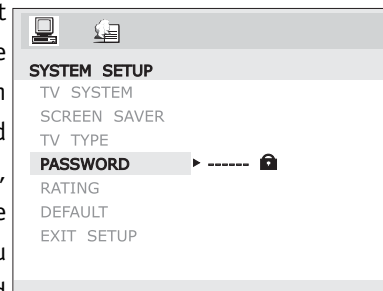 SYSTEM SETUP
TV SYSTEM
SCREEN SAVER
TV TYPE
PASSWORD ------
RATING
DEFAULT
EXIT SETUP